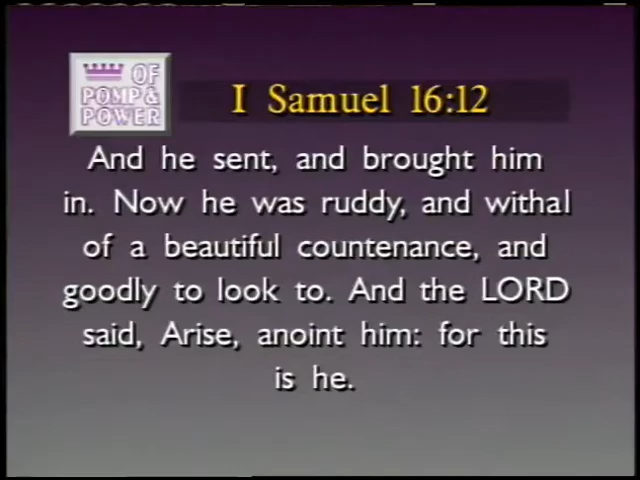 OF
POMP &
POWER
I Samuel 16:12
And he sent, and brought him
in. Now he was ruddy, and withal
of a beautiful countenance, and
goodly to look to. And the LORD
said, Arise, anoint him: for this
is he.